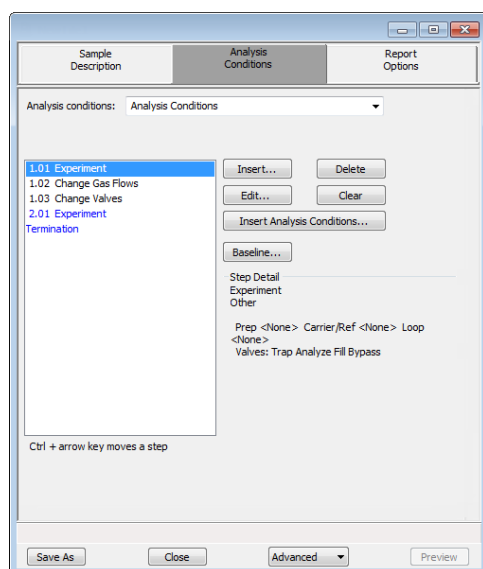 Sample
Description
Analysis
Conditions
Report
Options
Analysis conditions: Analysis Conditions
1.01 Experiment
1.02 Change Gas Flows
1.03 Change Valves
2.01 Experiment
Termination
Insert... Delete
Edit... Clear
Insert Analysis Conditions...
Baseline...
Step Detail
Experiment
Other
Prep <None> Carrier/Ref <None> Loop
<None>
Valves: Trap Analyze Fill Bypass
Ctrl + arrow key moves a step
Save As Close Advanced Preview